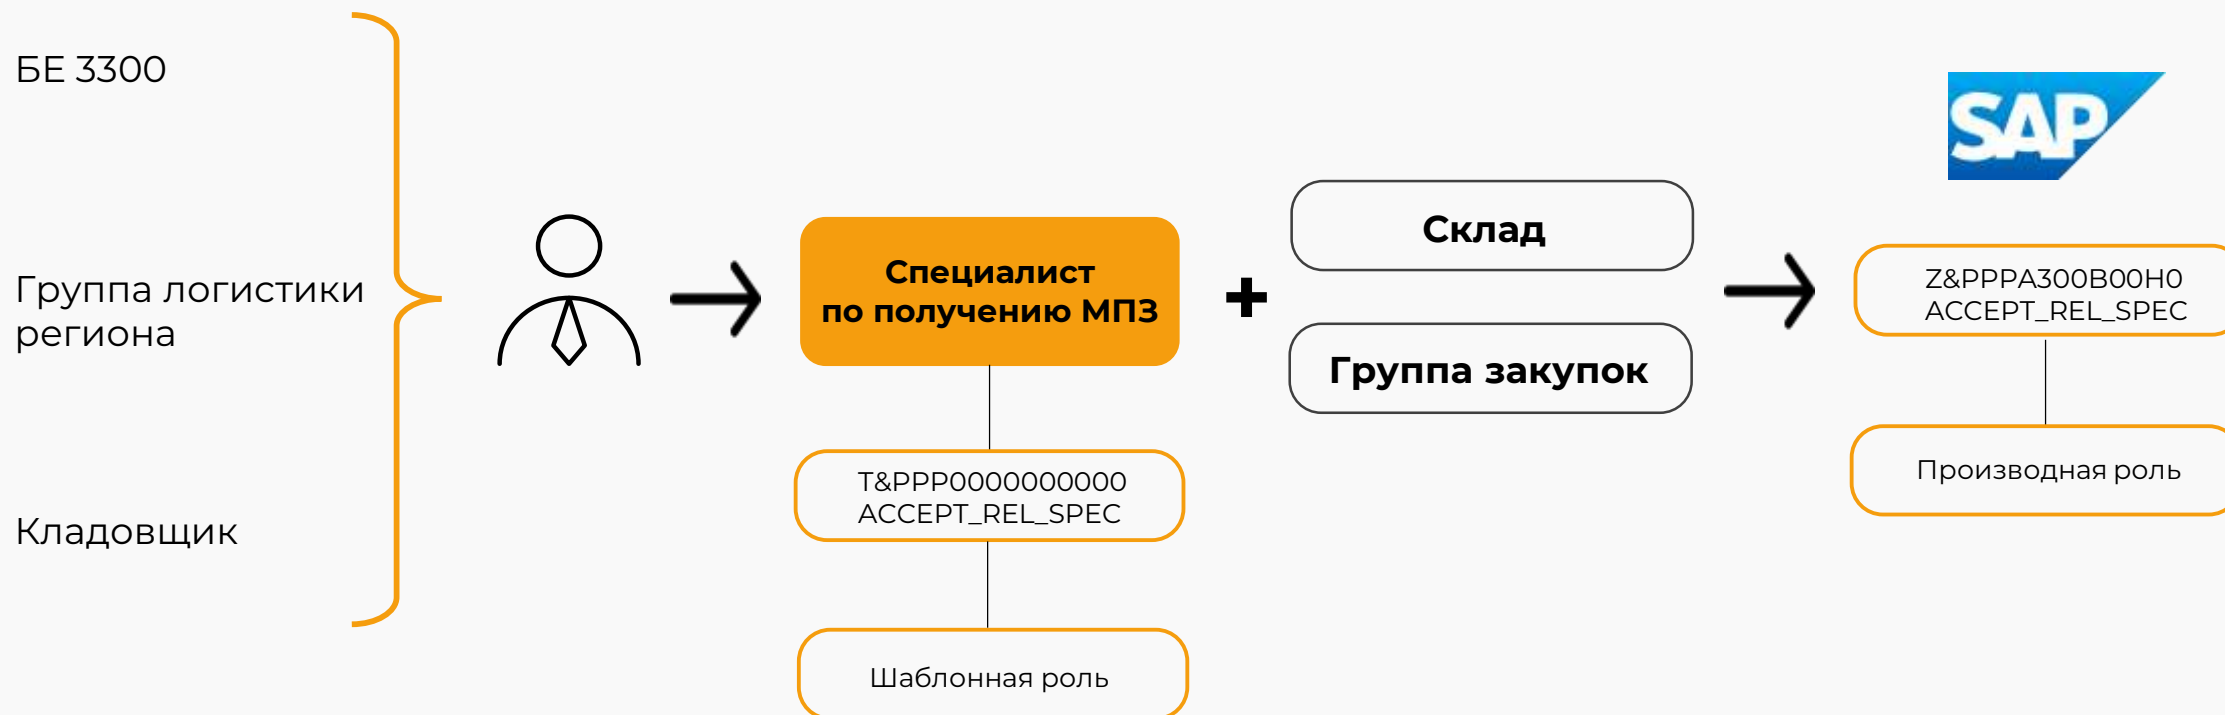 БЕ 3300
Группа логистики
региона
Кладовщик
Специалист
по получению МПЗ
T&PPP0000000000
ACCEPT_REL_SPEC
Шаблонная роль
+
Склад
Группа закупок
SAP
Z&PPPA300B00H0
ACCEPT_REL_SPEC
Производная роль